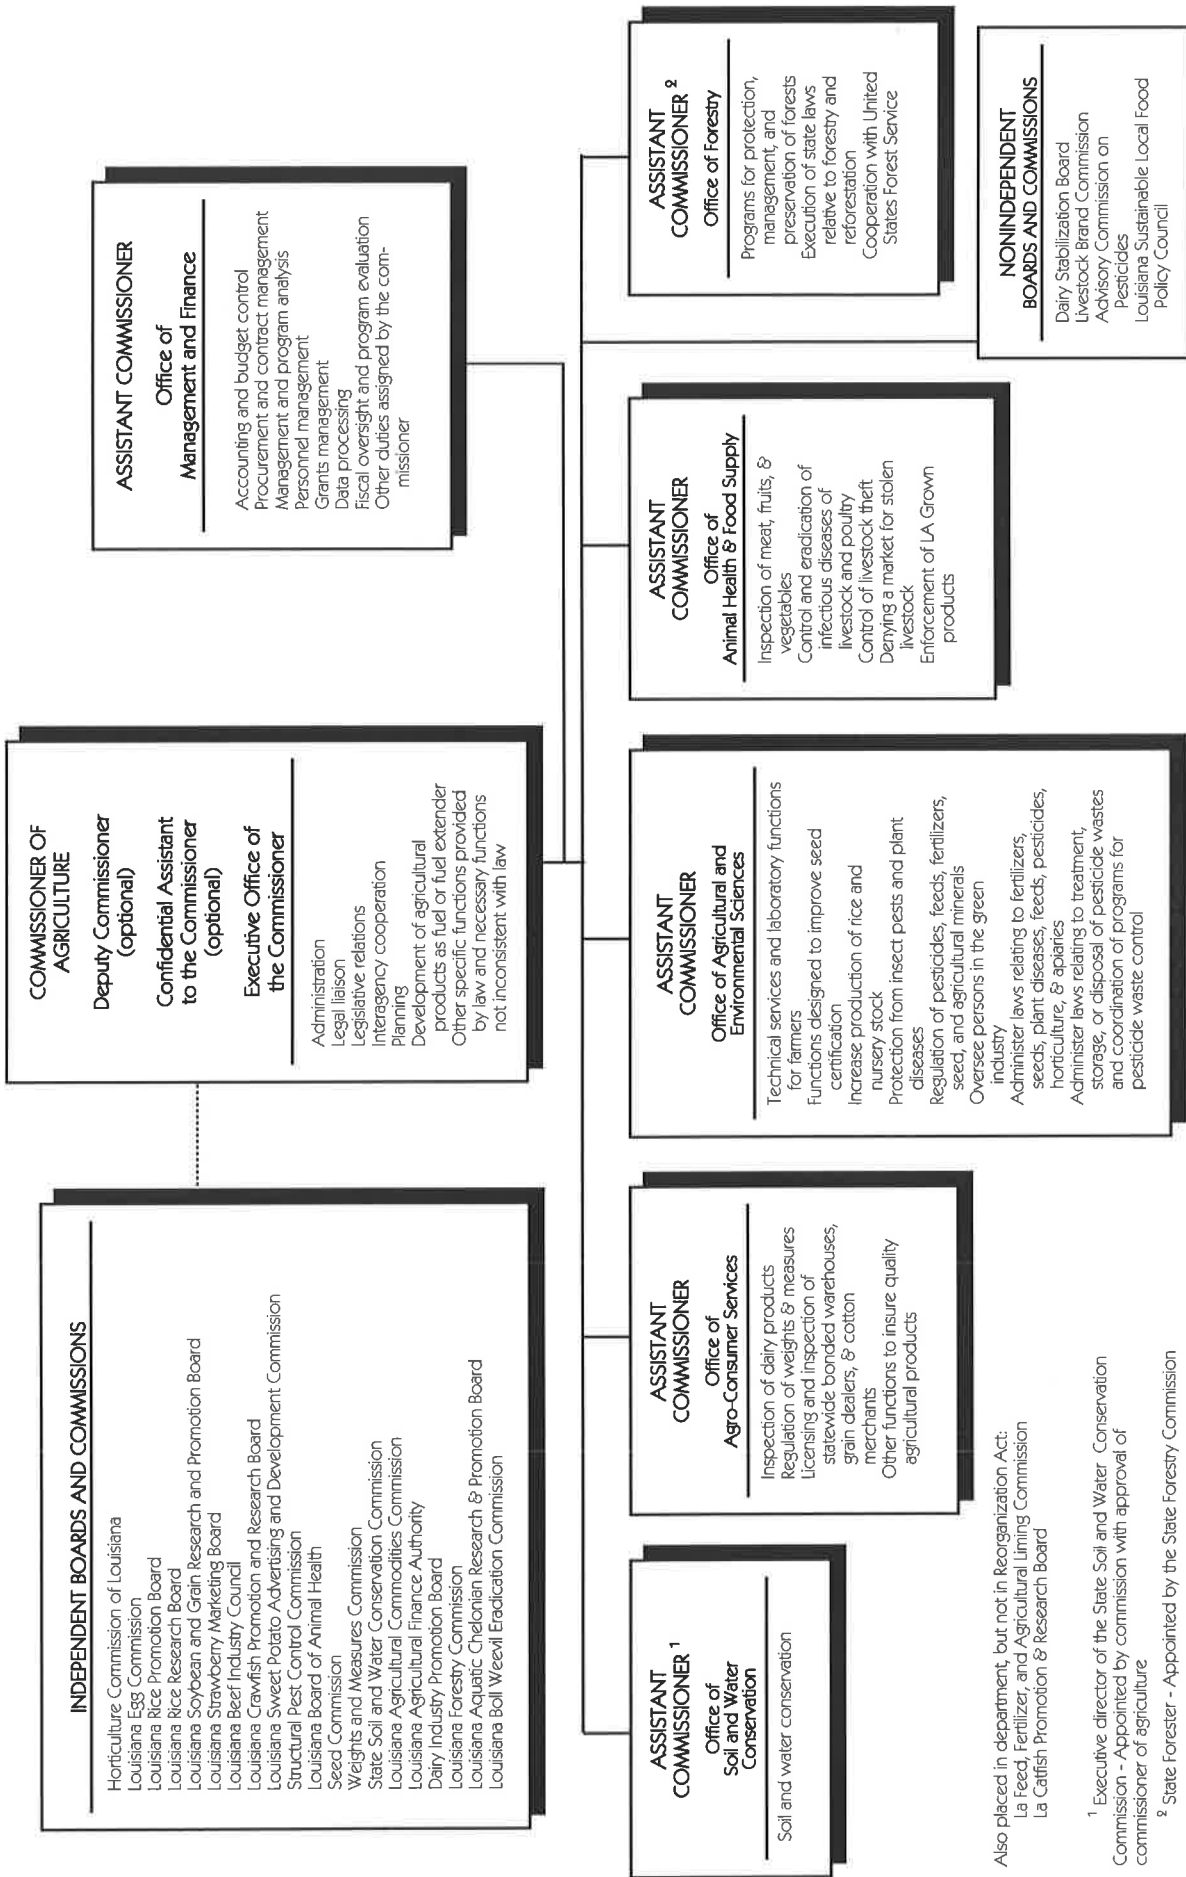 INDEPENDENT BOARDS AND COMMISSIONS
Horticulture Commission of Louisiana
Louisiana Egg Commission
Louisiana Rice Promotion Board
Louisiana Rice Research Board
Louisiana Soybean and Grain Research and Promotion Board
Louisiana Strawberry Marketing Board
Louisiana Beef Industry Council
Louisiana Crawfish Promotion and Research Board
Louisiana Sweet Potato Advertising and Development Commission
Structural Pest Control Commission
Louisiana Board of Animal Health
Seed Commission
Weights and Measures Commission
State Soil and Water Conservation Commission
Louisiana Agricultural Commodities Commission
Louisiana Agricultural Finance Authority
Dairy Industry Promotion Board
Louisiana Forestry Commission
Louisiana Aquatic Chelonian Research & Promotion Board
Louisiana Boll Weevil Eradication Commission
COMMISSIONER OF
AGRICULTURE
Deputy Commissioner
(optional)
Confidential Assistant
to the Commissioner
(optional)
Executive Office of
the Commissioner
Administration
Legal liaison
Legislative relations
Interagency cooperation
Planning
Development of agricultural
products as fuel or fuel extender
Other specific functions provided
by law and necessary functions
not inconsistent with law
ASSISTANT COMMISSIONER
Office of
Management and Finance
Accounting and budget control
Procurement and contract management
Management and program analysis
Personnel management
Grants management
Data processing
Fiscal oversight and program evaluation
Other duties assigned by the com-
missioner
ASSISTANT
COMMISSIONER 1
Office of
Soil and Water
Conservation
Soil and water conservation
ASSISTANT
COMMISSIONER
Office of
Agro-Consumer Services
Inspection of dairy products
Regulation of weights & measures
Licensing and inspection of
statewide bonded warehouses,
grain dealers, & cotton
merchants
Other functions to insure quality
agricultural products
ASSISTANT
COMMISSIONER
Office of Agricultural and
Environmental Sciences
Technical services and laboratory functions
for farmers
Functions designed to improve seed
certification
Increase production of rice and
nursery stock
Protection from insect pests and plant
diseases
Regulation of pesticides, feeds, fertilizers,
seed, and agricultural minerals
Oversee persons in the green
industry
Administer laws relating to fertilizers,
seeds, plant diseases, feeds, pesticides,
horticulture, & apiaries
Administer laws relating to treatment,
storage, or disposal of pesticide wastes
and coordination of programs for
pesticide waste control
ASSISTANT
COMMISSIONER
Office of
Animal Health & Food Supply
Inspection of meat, fruits, &
vegetables
Control and eradication of
infectious diseases of
livestock and poultry
Control of livestock theft
Denying a market for stolen
livestock
Enforcement of LA Grown
products
ASSISTANT
COMMISSIONER 2
Office of Forestry
Programs for protection,
management, and
preservation of forests
Execution of state laws
relative to forestry and
reforestation
Cooperation with United
States Forest Service
NONINDEPENDENT
BOARDS AND COMMISSIONS
Dairy Stabilization Board
Livestock Brand Commission
Advisory Commission on
Pesticides
Louisiana Sustainable Local Food
Policy Council
Also placed in department, but not in Reorganization Act:
La Feed, Fertilizer, and Agricultural Liming Commission
La Catfish Promotion & Research Board
1 Executive director of the State Soil and Water Conservation
Commission - Appointed by commission with approval of
commissioner of agriculture
2 State Forester - Appointed by the State Forestry Commission